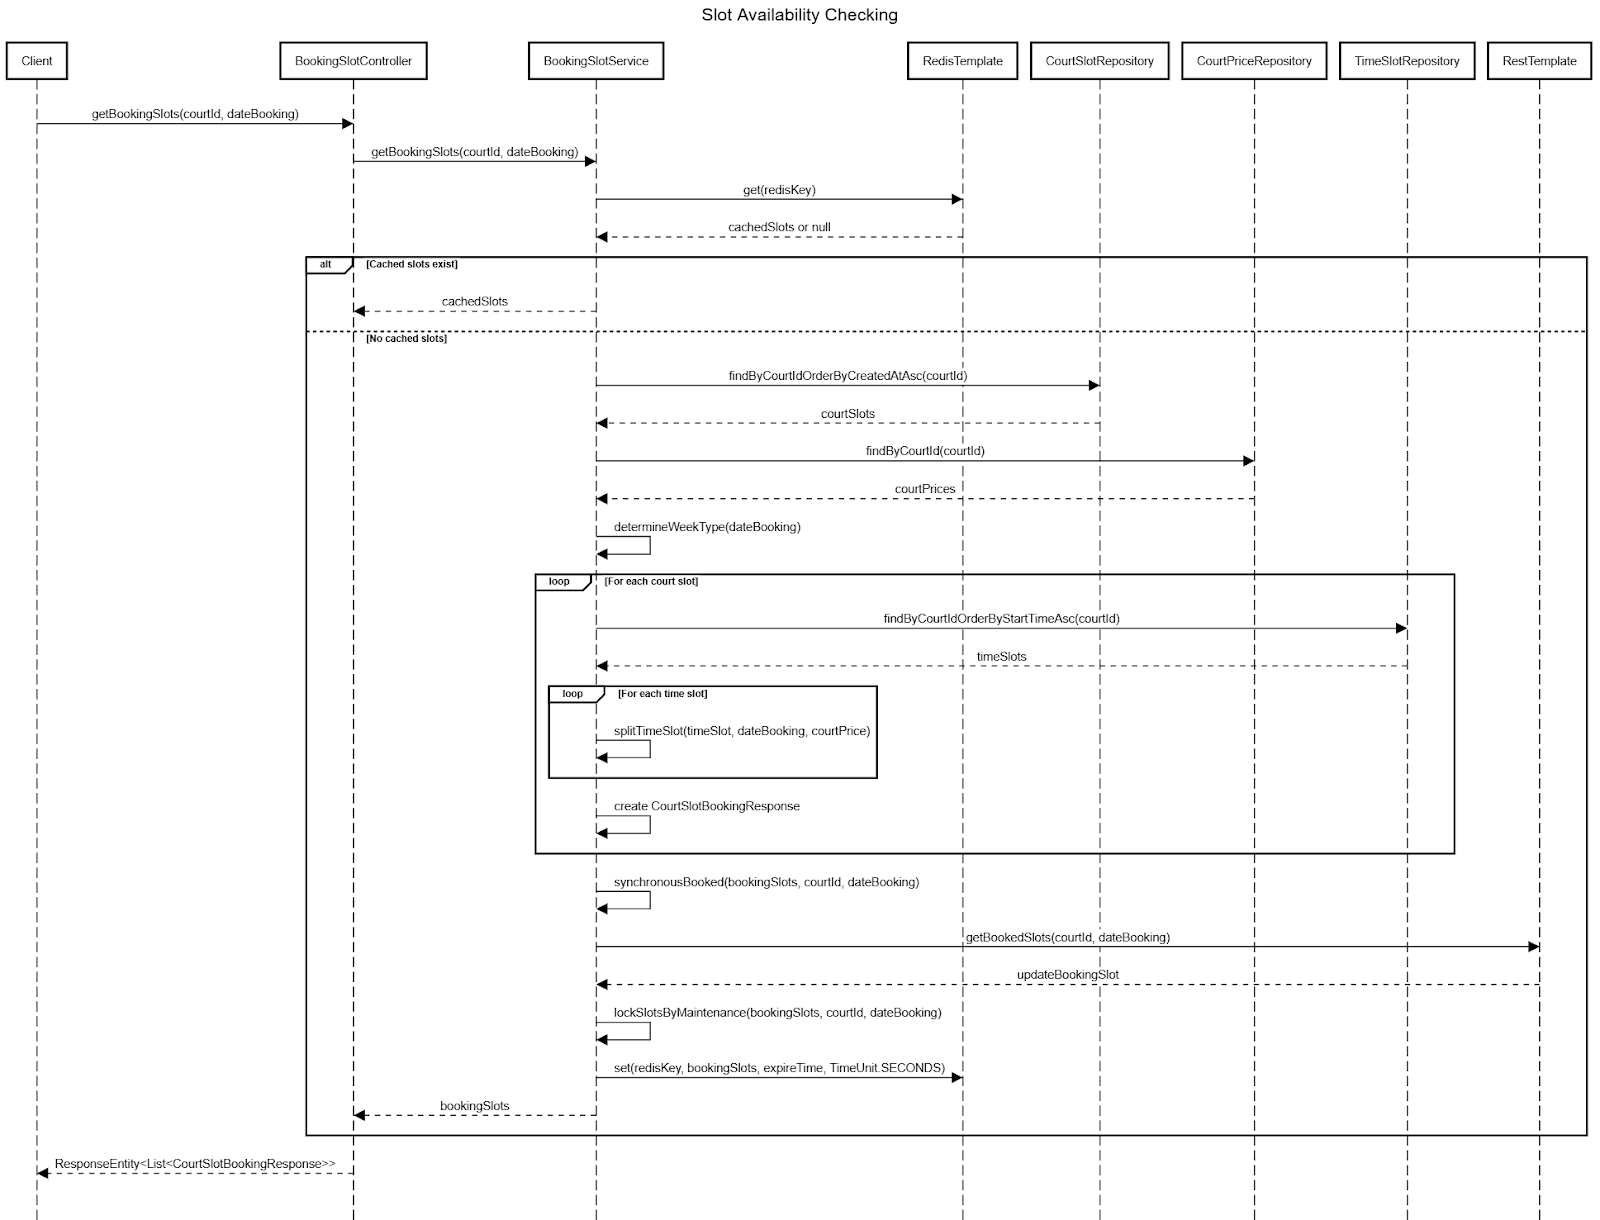 Slot Availability Checking
Client
BookingSlotController
BookingSlotService
RedisTemplate
CourtSlotRepository
CourtPriceRepository
TimeSlotRepository
RestTemplate
getBookingSlots(courtId, dateBooking)
getBookingSlots(courtId, dateBooking)
get(redisKey)
cachedSlots or null
alt
[Cached slots exist]
cachedSlots
[No cached slots]
findByCourtIdOrderByCreatedAtAsc(courtId)
courtSlots
findByCourtId(courtId)
courtPrices
determineWeekType(dateBooking)
loop
[For each court slot]
findByCourtIdOrderByStartTimeAsc(courtId)
timeSlots
loop
[For each time slot]
splitTimeSlot(timeSlot, dateBooking, courtPrice)
create CourtSlotBookingResponse
synchronousBooked(bookingSlots, courtId, dateBooking)
getBookedSlots(courtId, dateBooking)
updateBookingSlot
lockSlotsByMaintenance(bookingSlots, courtId, dateBooking)
set(redisKey, bookingSlots, expireTime, TimeUnit.SECONDS)
bookingSlots
ResponseEntity<List<CourtSlotBookingResponse>>